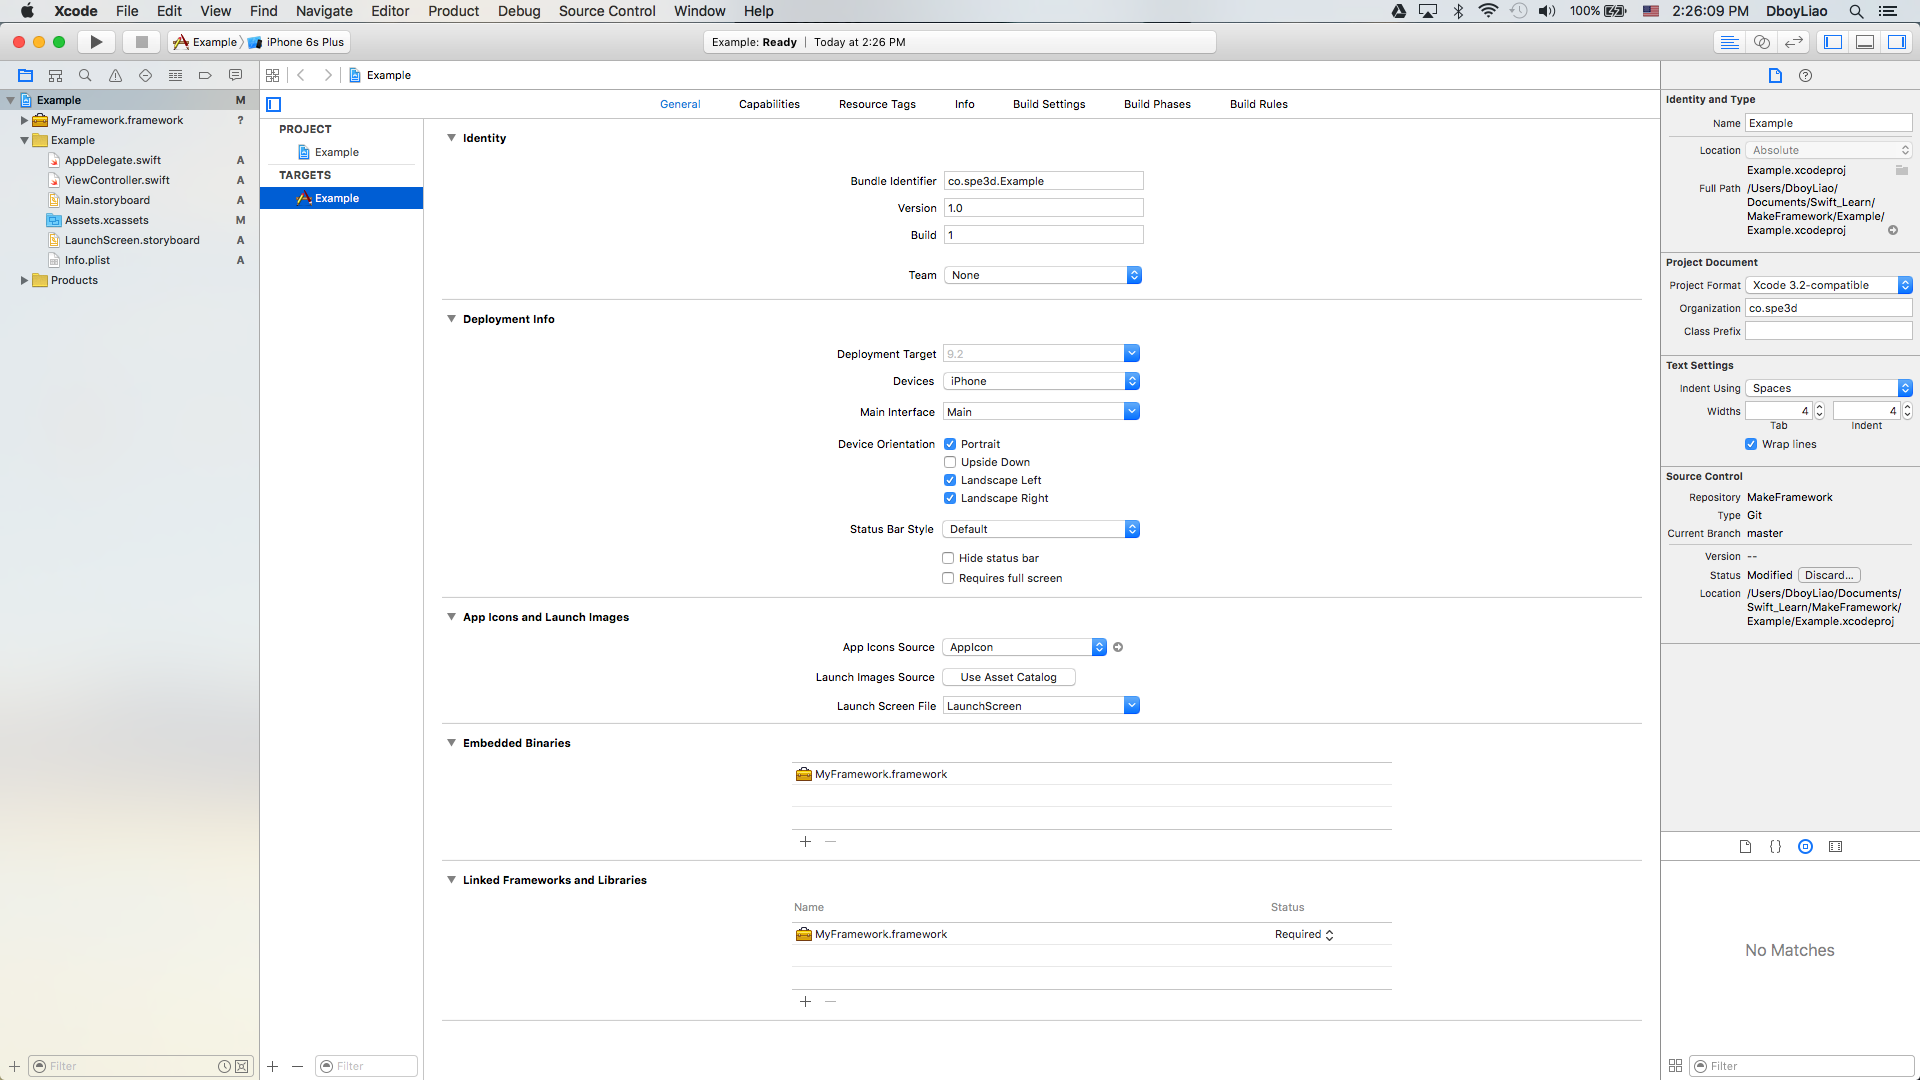 Xcode File Edit View Find Navigate Editor Product Debug Source Control Window Help 100% 2:26:09 PM DboyLiao
Example iPhone 6s Plus Example: Ready Today at 2:26 PM
Example
Example M
MyFramework.framework ?
Example
AppDelegate.swift A
ViewController.swift A
Main.storyboard A
Assets.xcassets M
LaunchScreen.storyboard A
Info.plist A
Products
Filter
General Capabilities Resource Tags Info Build Settings Build Phases Build Rules
PROJECT
Example
TARGETS
Example
Filter
Identity
Bundle Identifier co.spe3d.Example
Version 1.0
Build 1
Team None
Deployment Info
Deployment Target 9.2
Devices iPhone
Main Interface Main
Device Orientation Portrait
Upside Down
Landscape Left
Landscape Right
Status Bar Style Default
Hide status bar
Requires full screen
App Icons and Launch Images
App Icons Source AppIcon
Launch Images Source Use Asset Catalog
Launch Screen File LaunchScreen
Embedded Binaries
MyFramework.framework
Linked Frameworks and Libraries
Name Status
MyFramework.framework Required
Identity and Type
Name Example
Location Absolute
Example.xcodeproj
Full Path /Users/DboyLiao/
Documents/Swift_Learn/
MakeFramework/Example/
Example.xcodeproj
Project Document
Project Format Xcode 3.2-compatible
Organization co.spe3d
Class Prefix
Text Settings
Indent Using Spaces
Widths 4 4
Tab Indent
Wrap lines
Source Control
Repository MakeFramework
Type Git
Current Branch master
Version --
Status Modified Discard...
Location /Users/DboyLiao/Documents/
Swift_Learn/MakeFramework/
Example/Example.xcodeproj
{}
No Matches
Filter